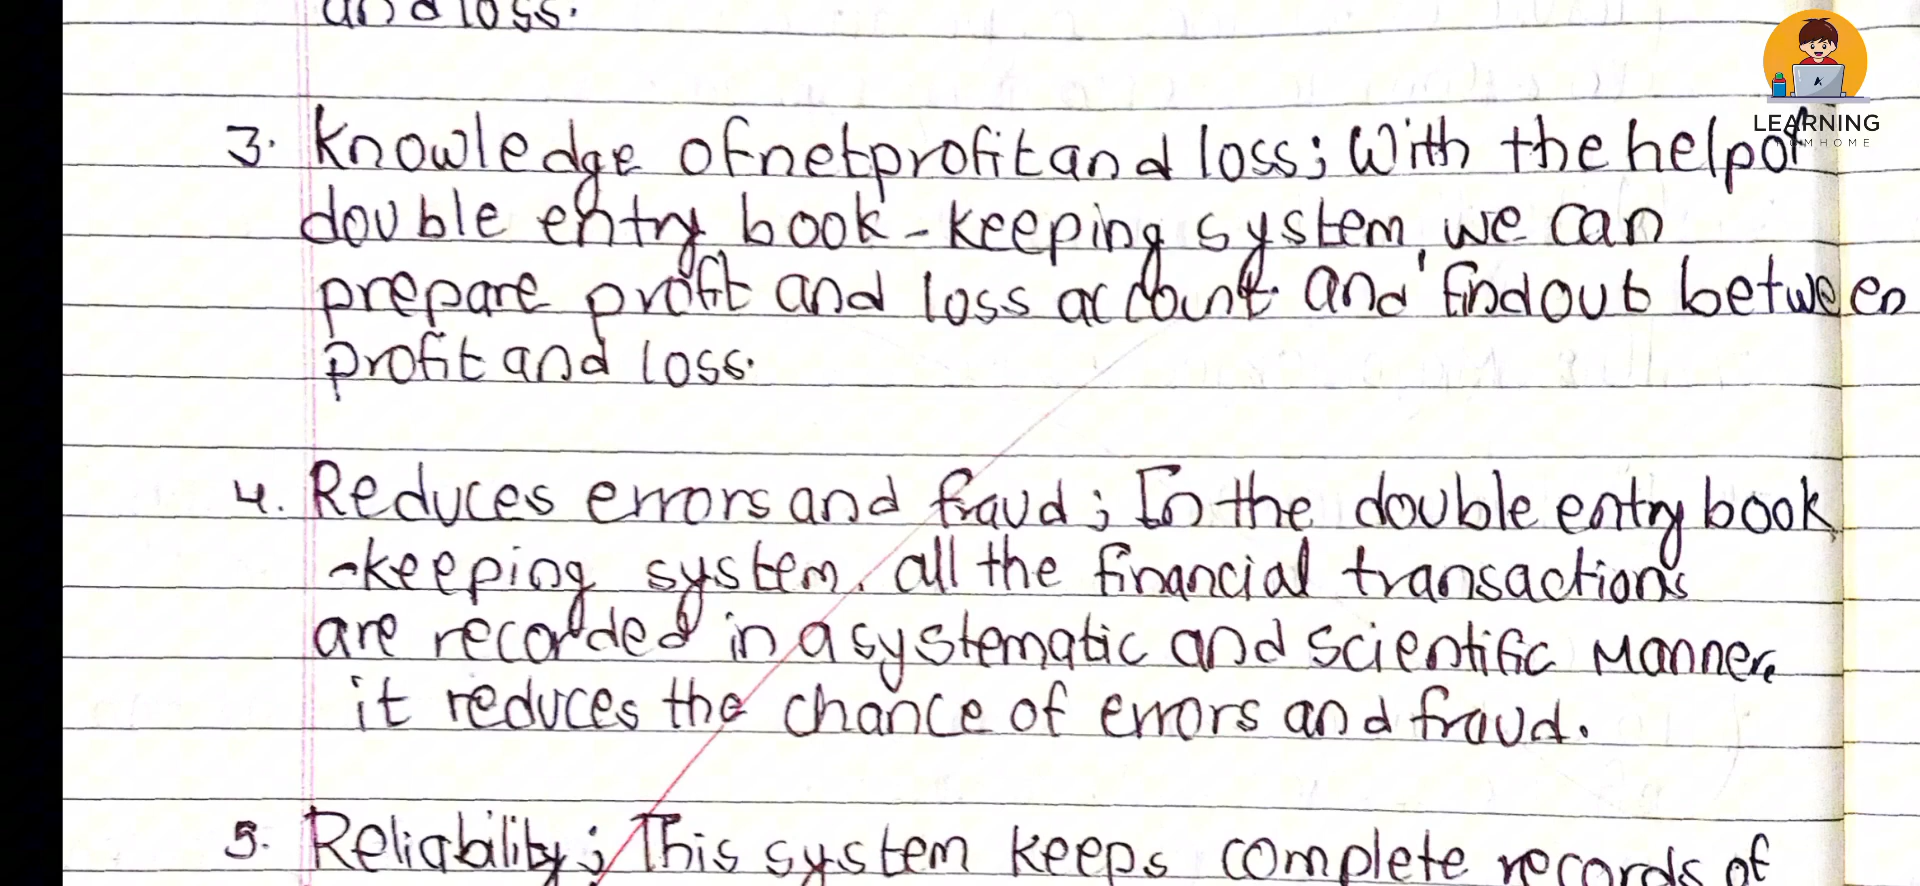 and loss.
3. Knowledge of net profit and loss; With the help of
double entry book-keeping system, we can
prepare profit and loss account and find out between
profit and loss.
4. Reduces errors and fraud; In the double entry book
-keeping system, all the financial transactions
are recorded in a systematic and scientific manner.
it reduces the chance of errors and fraud.
5. Reliability; This system keeps complete records of
LEARNING